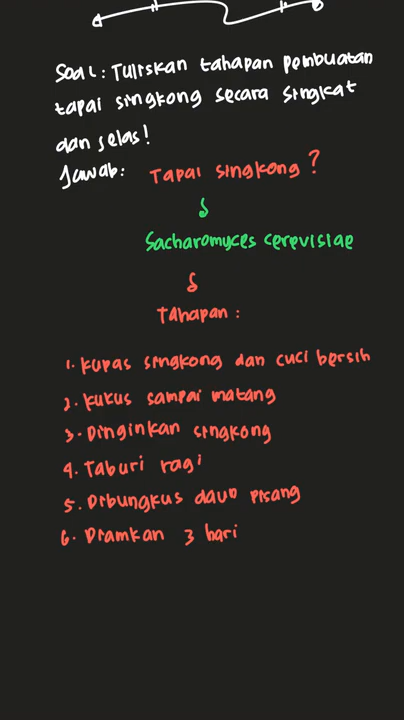 Soal: Tuliskan tahapan pembuatan
tapai singkong secara singkat
dan jelas!
Jawab: Tapai singkong?
Sacharomyces cerevisiae
Tahapan:
1. Kupas singkong dan cuci bersih
2. Kukus sampai matang
3. Dinginkan singkong
4. Taburi ragi
5. Dibungkus daun pisang
6. Diamkan 3 hari